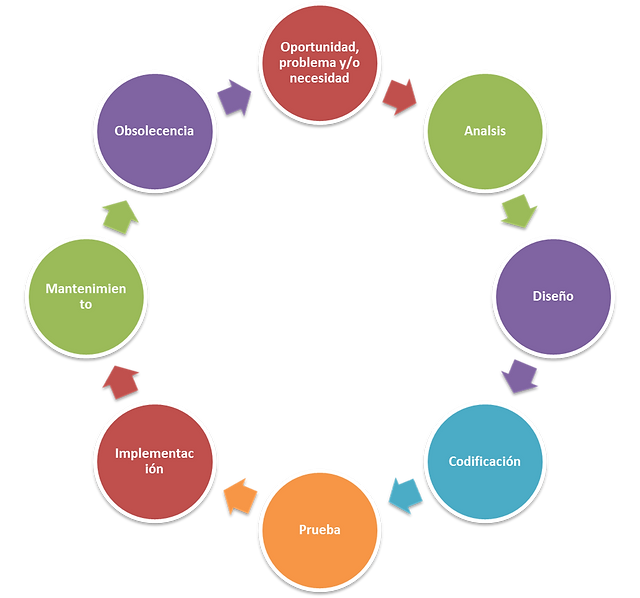 Oportunidad,
problema y/o
necesidad
Analsis
Diseño
Codificación
Prueba
Implementac
ión
Mantenimien
to
Obsolecencia